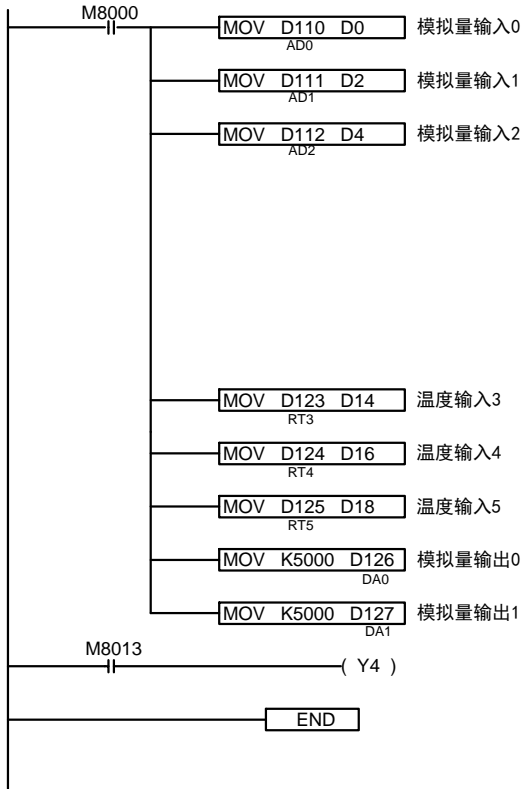 M8000
MOV D110 D0 模拟量输入0
AD0
MOV D111 D2 模拟量输入1
AD1
MOV D112 D4 模拟量输入2
AD2
MOV D123 D14 温度输入3
RT3
MOV D124 D16 温度输入4
RT4
MOV D125 D18 温度输入5
RT5
MOV K5000 D126 模拟量输出0
DA0
MOV K5000 D127 模拟量输出1
DA1
M8013
( Y4 )
END